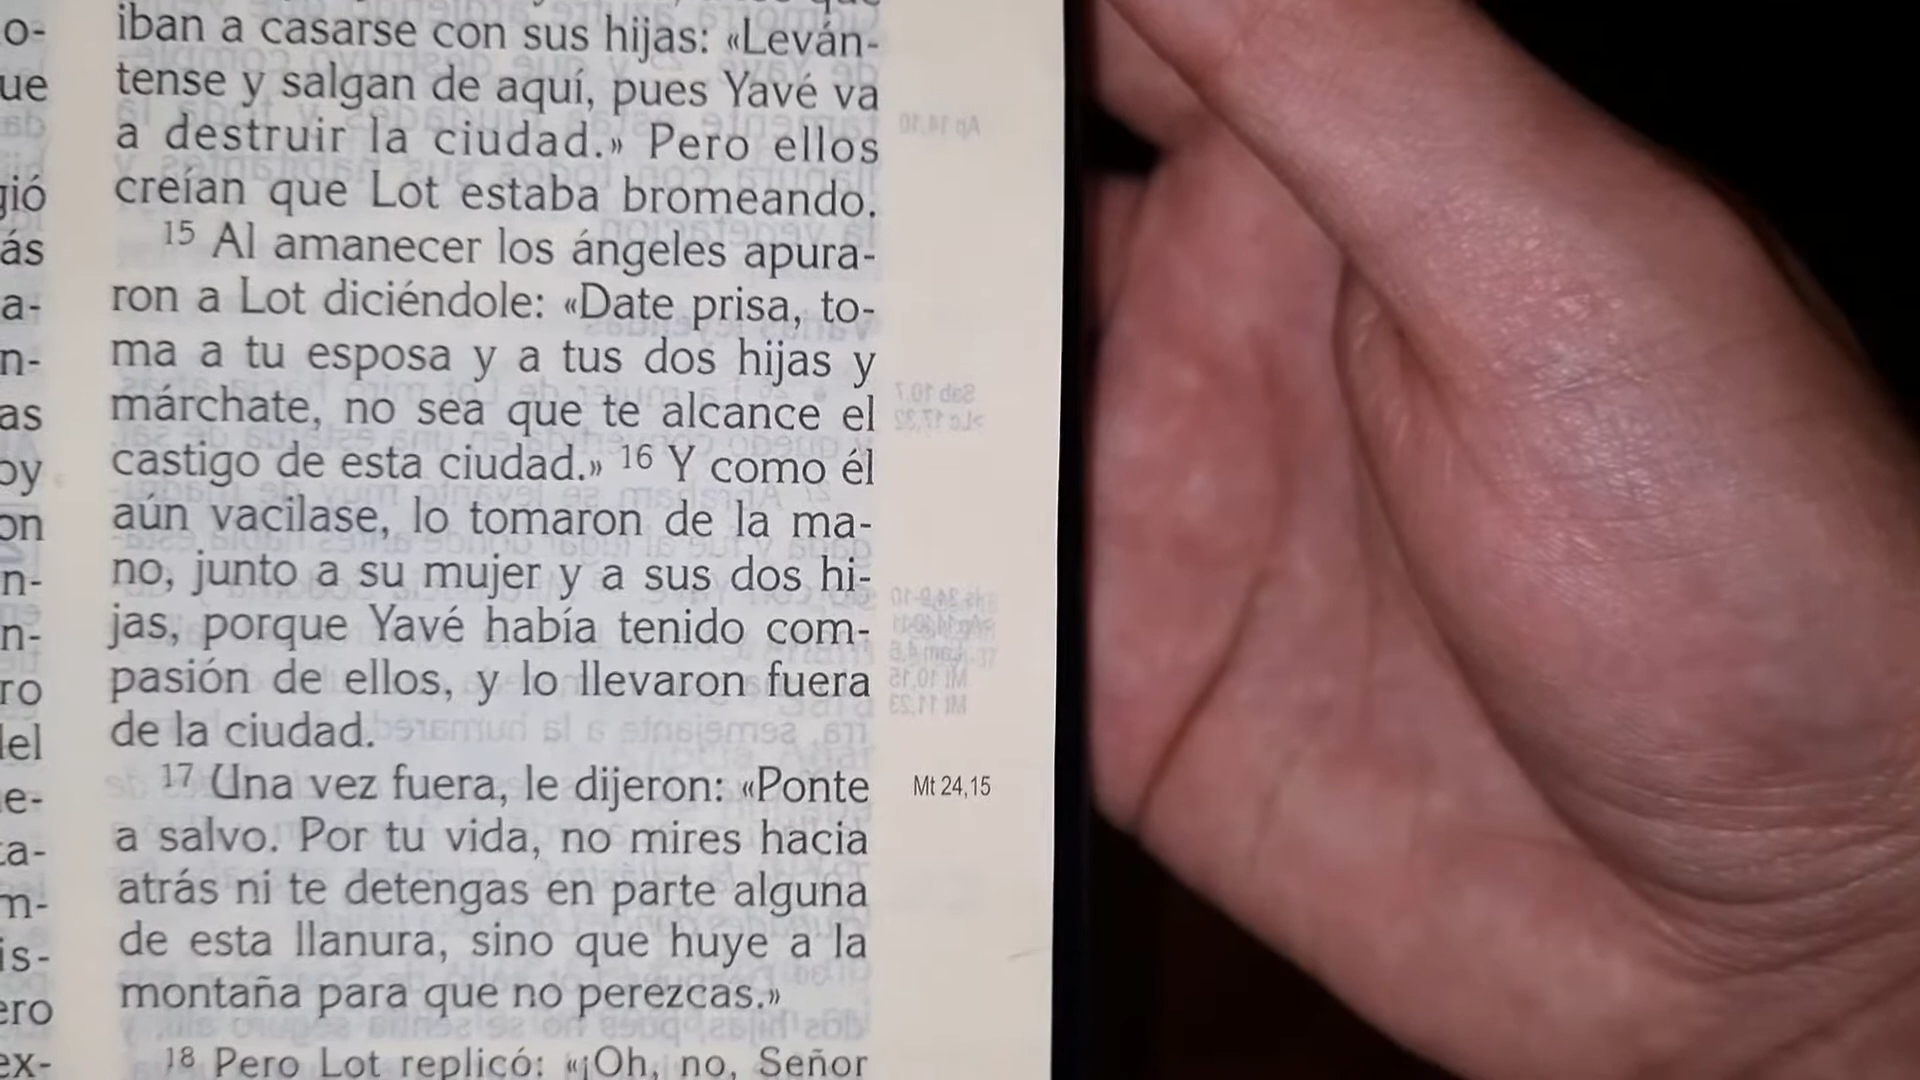 iban a casarse con sus hijas: «Leván-
tense y salgan de aquí, pues Yavé va
a destruir la ciudad.» Pero ellos
creían que Lot estaba bromeando.
15 Al amanecer los ángeles apura-
ron a Lot diciéndole: «Date prisa, to-
ma a tu esposa y a tus dos hijas y
márchate, no sea que te alcance el
castigo de esta ciudad.» 16 Y como él
aún vacilase, lo tomaron de la ma-
no, junto a su mujer y a sus dos hi-
jas, porque Yavé había tenido com-
pasión de ellos, y lo llevaron fuera
de la ciudad.
17 Una vez fuera, le dijeron: «Ponte
a salvo. Por tu vida, no mires hacia
atrás ni te detengas en parte alguna
de esta llanura, sino que huye a la
montaña para que no perezcas.»
18 Pero Lot replicó: «¡Oh, no, Señor
Mt 24,15